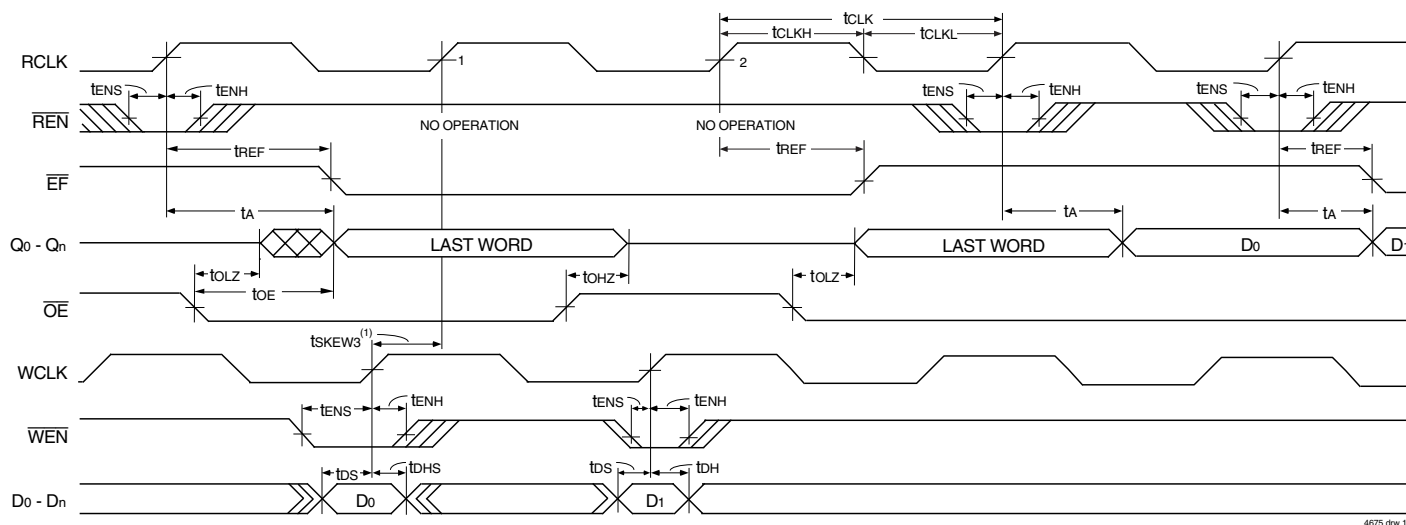 tCLK
tCLKH tCLKL
RCLK 1 2
tENS tENH tENS tENH tENS tENH
REN
NO OPERATION NO OPERATION
tREF tREF tREF
EF
tA tA tA
Q0 - Qn LAST WORD LAST WORD D0 D1
tOLZ tOHZ tOLZ
tOE
OE
tSKEW3(1)
WCLK
tENS tENH tENS tENH
WEN
tDS tDHS tDS tDH
D0 - Dn D0 D1
4675 drw 1